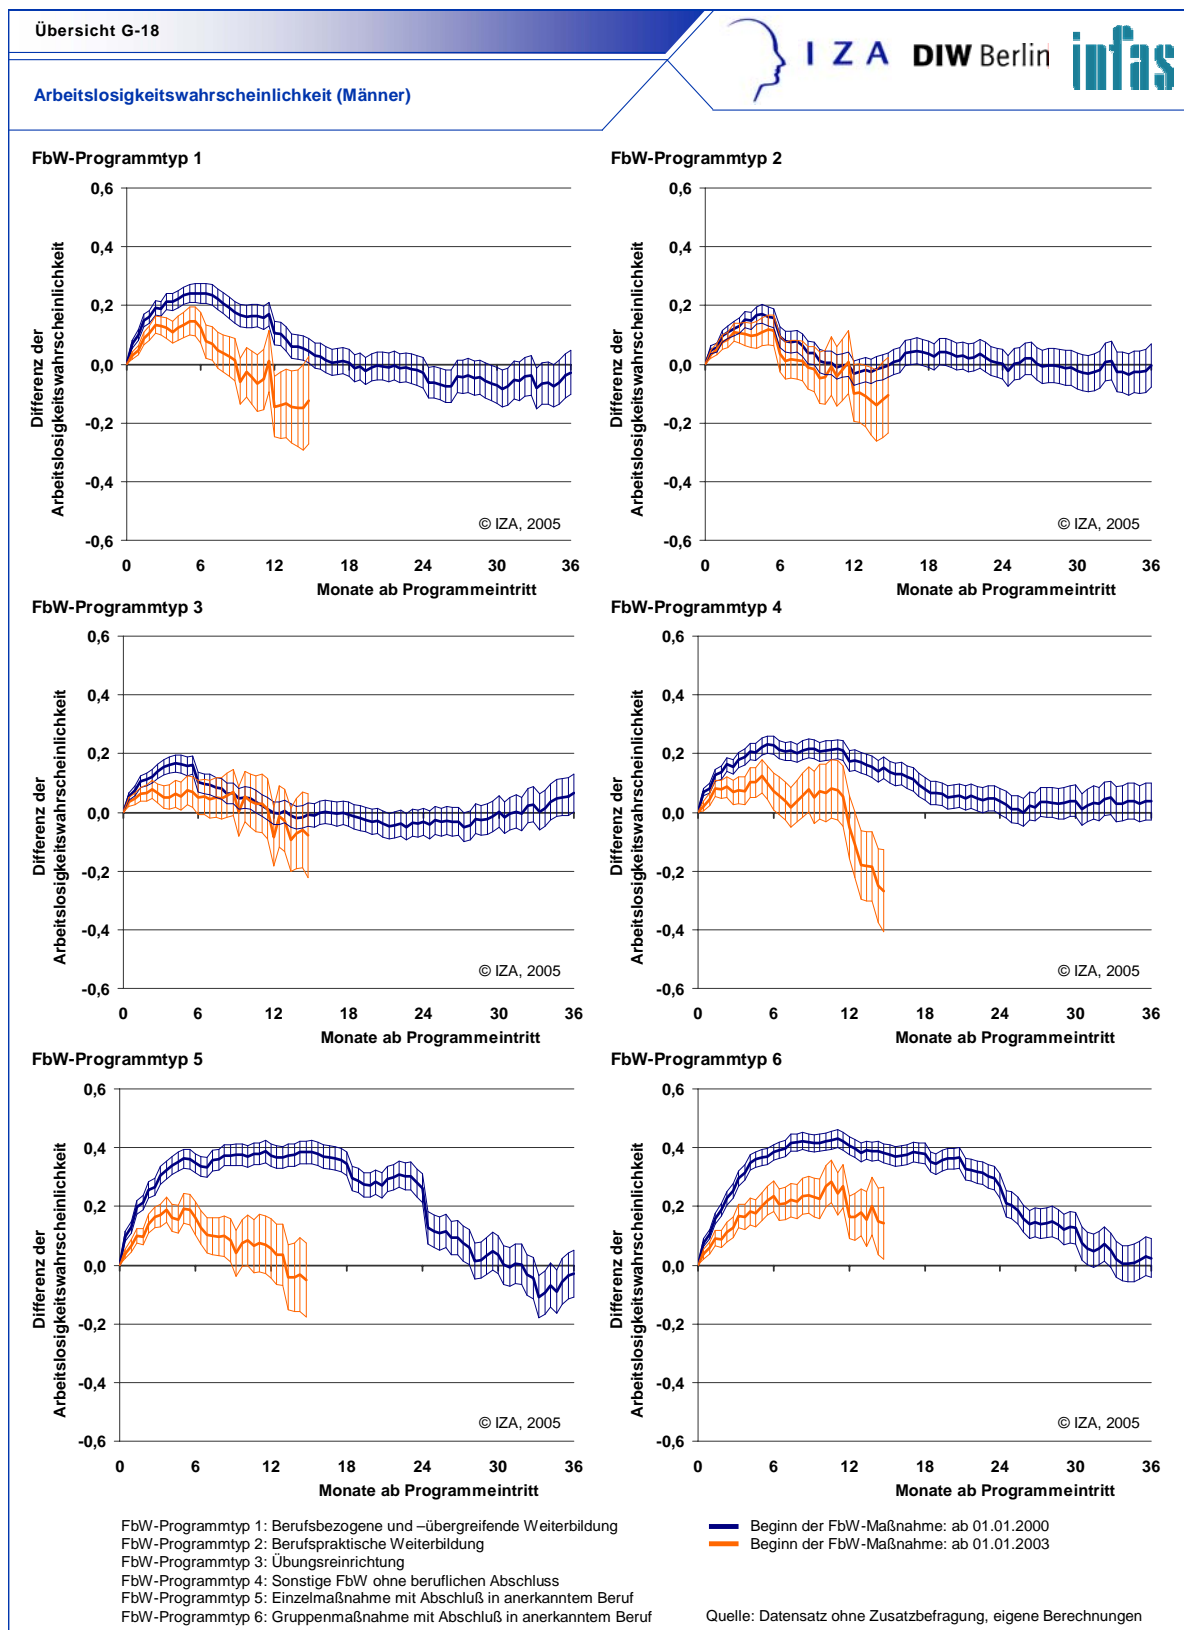 Übersicht G-18
IZA DIW Berlin infas
Arbeitslosigkeitswahrscheinlichkeit (Männer)
FbW-Programmtyp 1
Differenz der
Arbeitslosigkeitswahrscheinlichkeit
0,6
0,4
0,2
0,0
-0,2
-0,4
-0,6
© IZA, 2005
0 6 12 18 24 30 36
Monate ab Programmeintritt
FbW-Programmtyp 2
Differenz der
Arbeitslosigkeitswahrscheinlichkeit
0,6
0,4
0,2
0,0
-0,2
-0,4
-0,6
© IZA, 2005
0 6 12 18 24 30 36
Monate ab Programmeintritt
FbW-Programmtyp 3
Differenz der
Arbeitslosigkeitswahrscheinlichkeit
0,6
0,4
0,2
0,0
-0,2
-0,4
-0,6
© IZA, 2005
0 6 12 18 24 30 36
Monate ab Programmeintritt
FbW-Programmtyp 4
Differenz der
Arbeitslosigkeitswahrscheinlichkeit
0,6
0,4
0,2
0,0
-0,2
-0,4
-0,6
© IZA, 2005
0 6 12 18 24 30 36
Monate ab Programmeintritt
FbW-Programmtyp 5
Differenz der
Arbeitslosigkeitswahrscheinlichkeit
0,6
0,4
0,2
0,0
-0,2
-0,4
-0,6
© IZA, 2005
0 6 12 18 24 30 36
Monate ab Programmeintritt
FbW-Programmtyp 6
Differenz der
Arbeitslosigkeitswahrscheinlichkeit
0,6
0,4
0,2
0,0
-0,2
-0,4
-0,6
© IZA, 2005
0 6 12 18 24 30 36
Monate ab Programmeintritt
FbW-Programmtyp 1: Berufsbezogene und –übergreifende Weiterbildung
FbW-Programmtyp 2: Berufspraktische Weiterbildung
FbW-Programmtyp 3: Übungsreinrichtung
FbW-Programmtyp 4: Sonstige FbW ohne beruflichen Abschluss
FbW-Programmtyp 5: Einzelmaßnahme mit Abschluß in anerkanntem Beruf
FbW-Programmtyp 6: Gruppenmaßnahme mit Abschluß in anerkanntem Beruf
Beginn der FbW-Maßnahme: ab 01.01.2000
Beginn der FbW-Maßnahme: ab 01.01.2003
Quelle: Datensatz ohne Zusatzbefragung, eigene Berechnungen